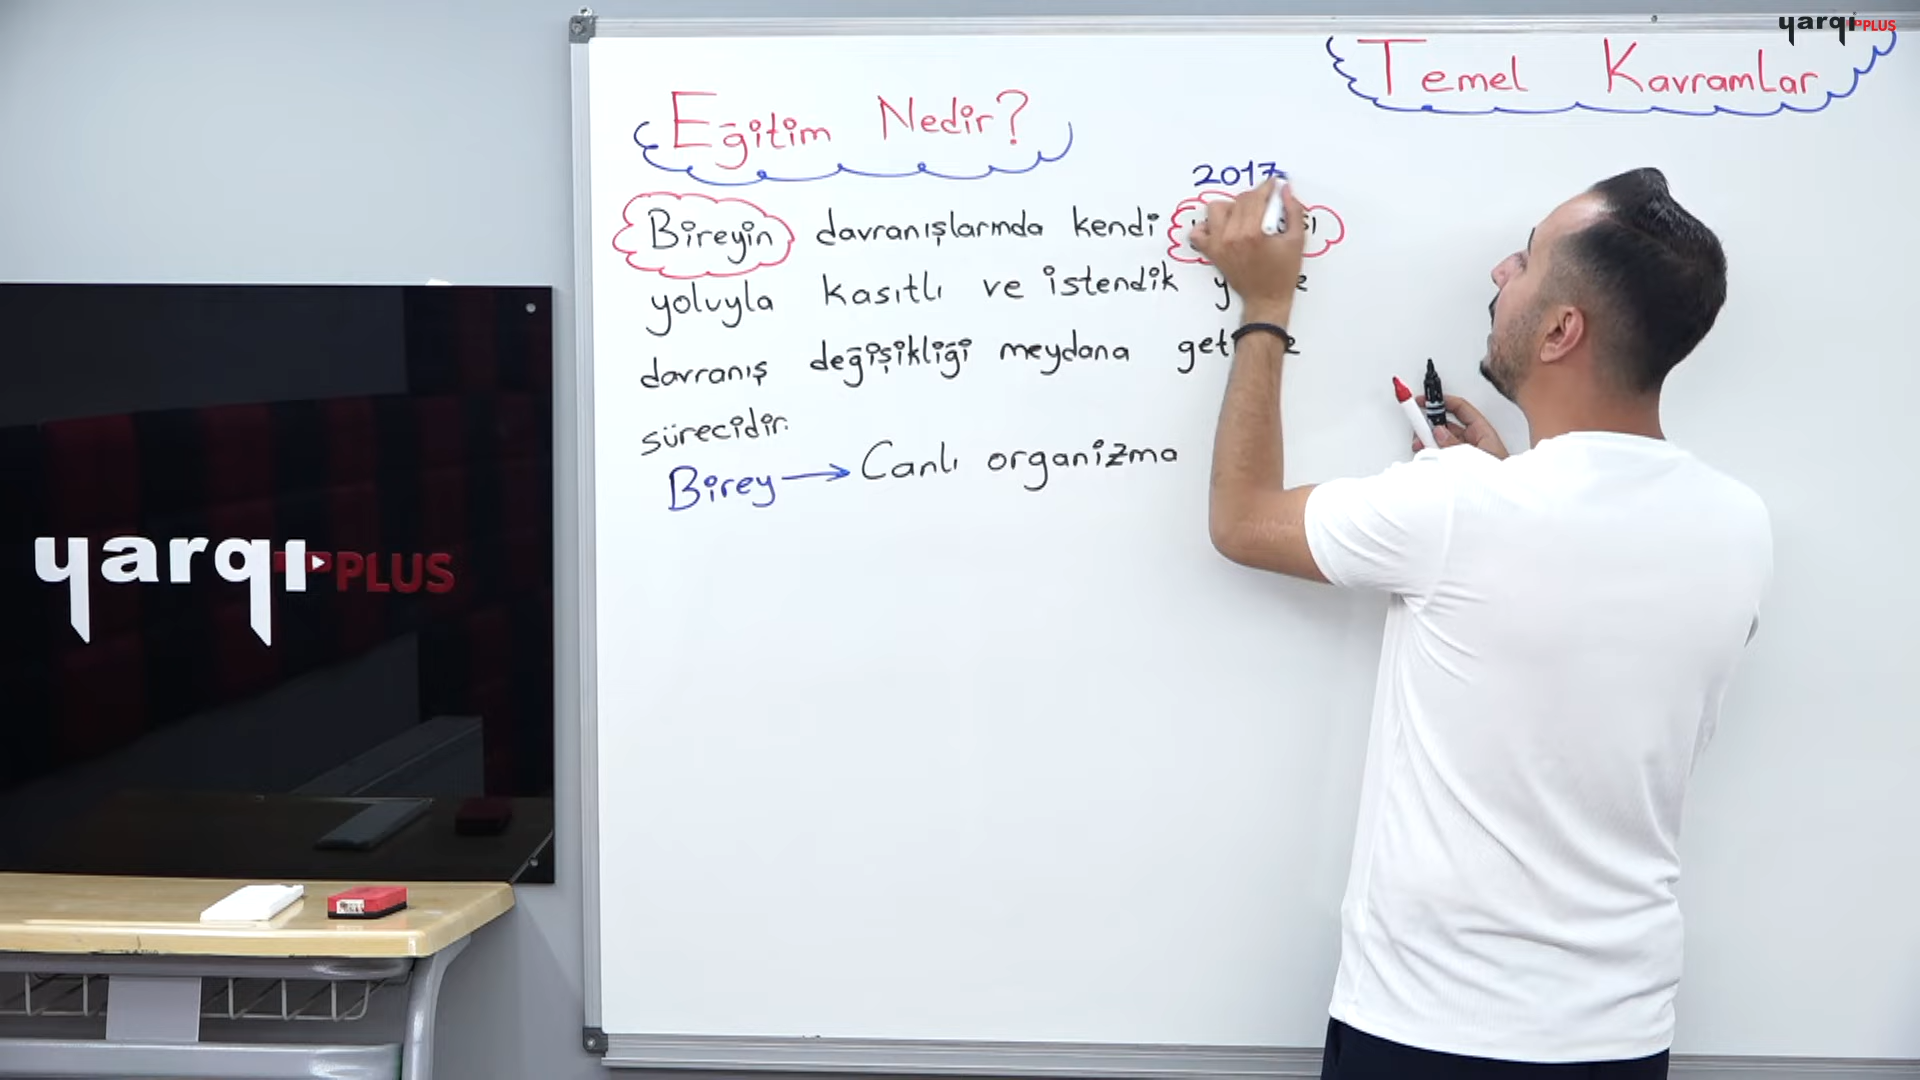 yarqı PLUS
Temel Kavramlar
Eğitim Nedir?
2017
Bireyin davranışlarında kendi
yoluyla kasıtlı ve istendik
davranış değişikliği meydana
sürecidir.
Birey → Canlı organizma
yarqı PLUS